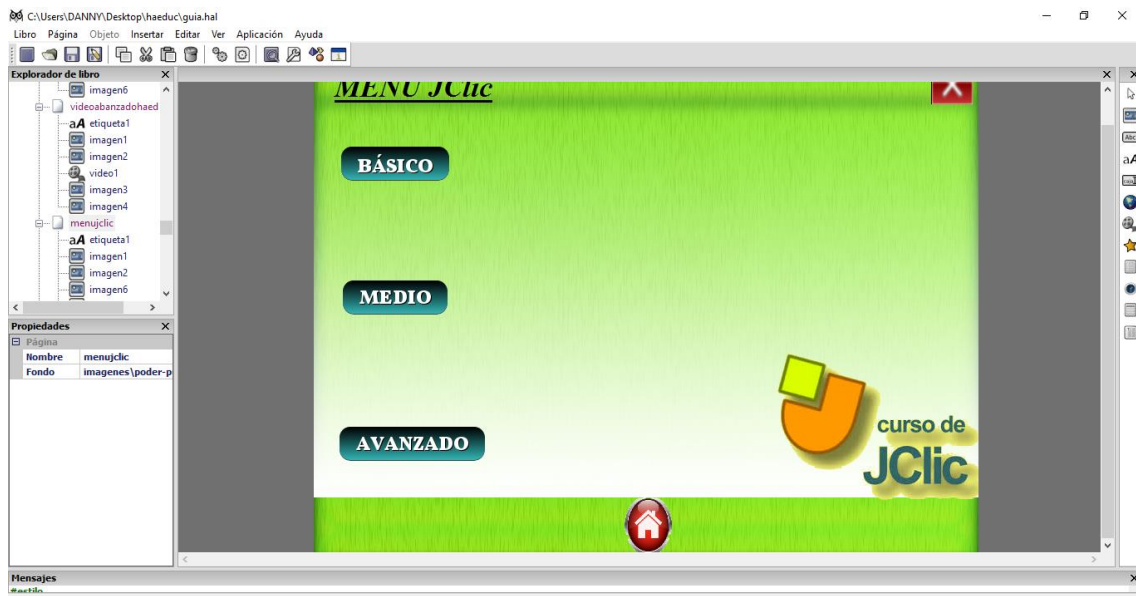 C:\Users\DANNY\Desktop\haeduc\guia.hal
Libro Página Objeto Insertar Editar Ver Aplicación Ayuda
Explorador de libro
imagen6
videoabanzadohaed
etiqueta1
imagen1
imagen2
video1
imagen3
imagen4
menujclic
etiqueta1
imagen1
imagen2
imagen6
Propiedades
Página
Nombre menujclic
Fondo imagenes\poder-p
MENU JClic
BÁSICO
MEDIO
AVANZADO
curso de
JClic
Mensajes
#estilo